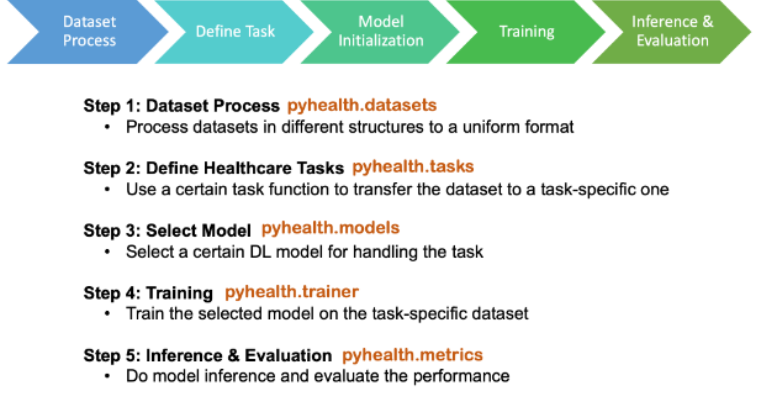 Dataset
Process
Define Task
Model
Initialization
Training
Inference &
Evaluation
Step 1: Dataset Process pyhealth.datasets
• Process datasets in different structures to a uniform format
Step 2: Define Healthcare Tasks pyhealth.tasks
• Use a certain task function to transfer the dataset to a task-specific one
Step 3: Select Model pyhealth.models
• Select a certain DL model for handling the task
Step 4: Training pyhealth.trainer
• Train the selected model on the task-specific dataset
Step 5: Inference & Evaluation pyhealth.metrics
• Do model inference and evaluate the performance